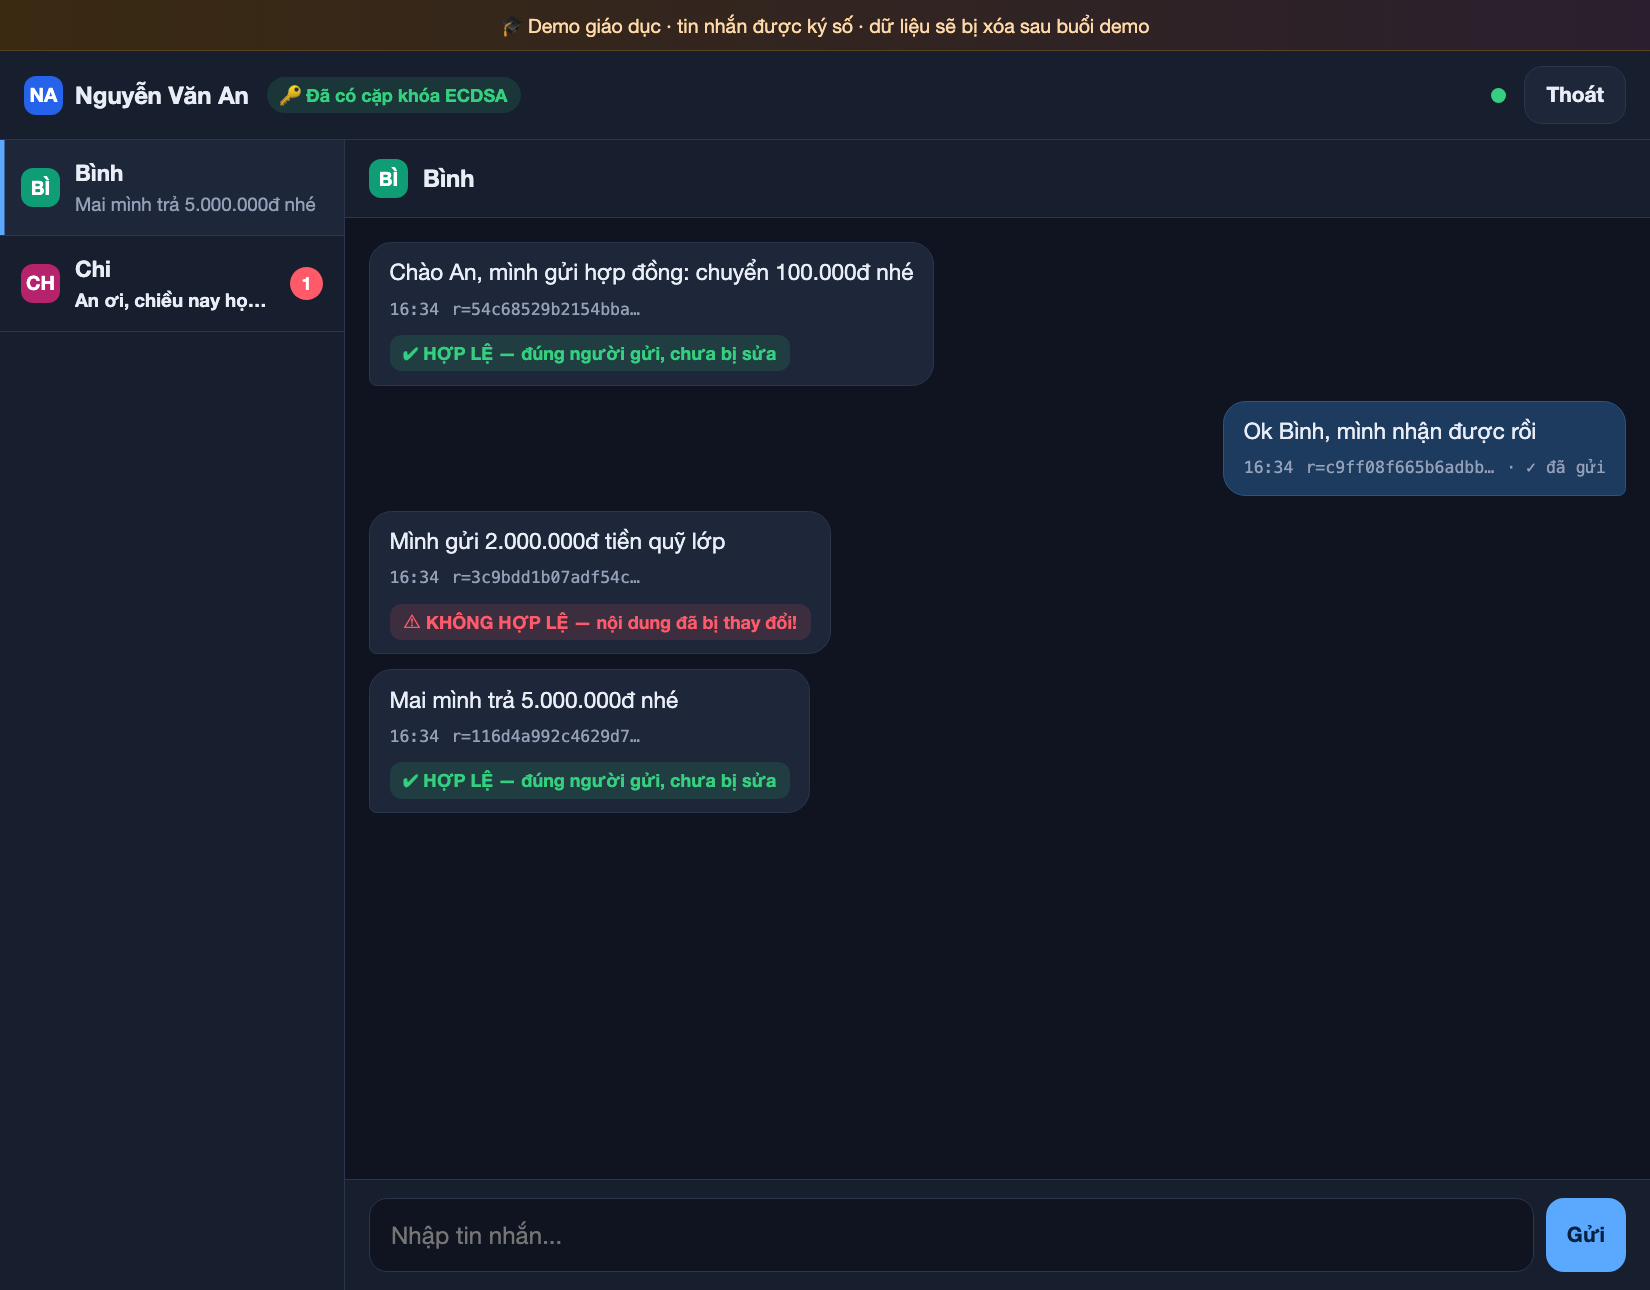 🎓 Demo giáo dục · tin nhắn được ký số · dữ liệu sẽ bị xóa sau buổi demo
NA Nguyễn Văn An 🔑 Đã có cặp khóa ECDSA
Thoát
BÌ Bình
Mai mình trả 5.000.000đ nhé
CH Chi
An ơi, chiều nay họ...
1
BÌ Bình
Chào An, mình gửi hợp đồng: chuyển 100.000đ nhé
16:34 r=54c68529b2154bba…
✔ HỢP LỆ — đúng người gửi, chưa bị sửa
Ok Bình, mình nhận được rồi
16:34 r=c9ff08f665b6adbb… · ✓ đã gửi
Mình gửi 2.000.000đ tiền quỹ lớp
16:34 r=3c9bdd1b07adf54c…
⚠ KHÔNG HỢP LỆ — nội dung đã bị thay đổi!
Mai mình trả 5.000.000đ nhé
16:34 r=116d4a992c4629d7…
✔ HỢP LỆ — đúng người gửi, chưa bị sửa
Nhập tin nhắn...
Gửi